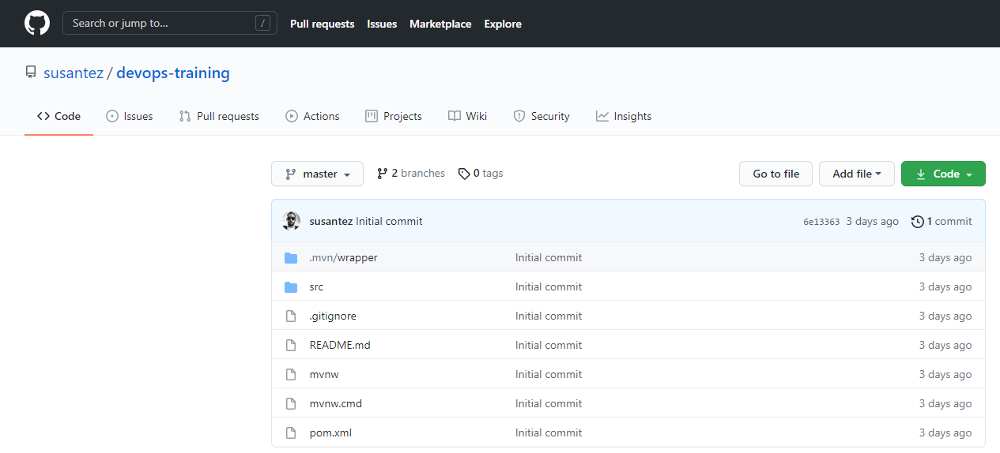 Search or jump to... / Pull requests Issues Marketplace Explore
susantez / devops-training
Code Issues Pull requests Actions Projects Wiki Security Insights
master 2 branches 0 tags Go to file Add file Code
susantez Initial commit 6e13363 3 days ago 1 commit
.mvn/wrapper Initial commit 3 days ago
src Initial commit 3 days ago
.gitignore Initial commit 3 days ago
README.md Initial commit 3 days ago
mvnw Initial commit 3 days ago
mvnw.cmd Initial commit 3 days ago
pom.xml Initial commit 3 days ago